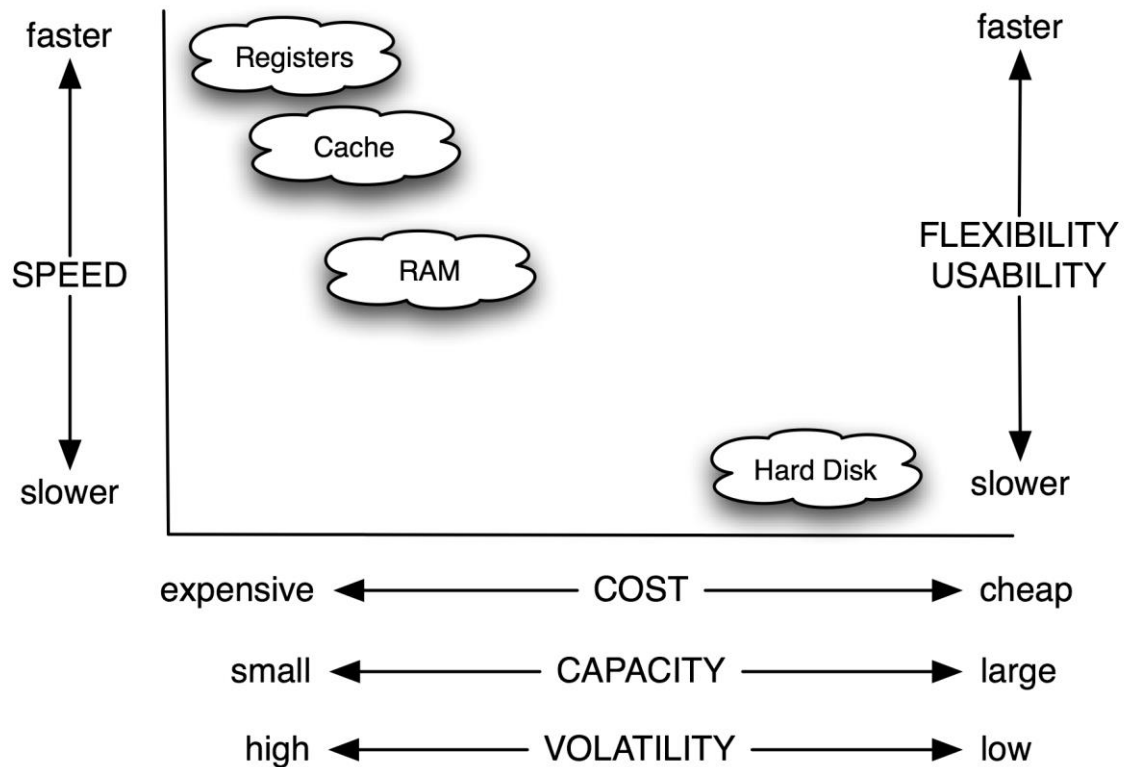 faster
Registers
faster
Cache
SPEED
RAM
FLEXIBILITY
USABILITY
slower
Hard Disk
slower
expensive COST cheap
small CAPACITY large
high VOLATILITY low